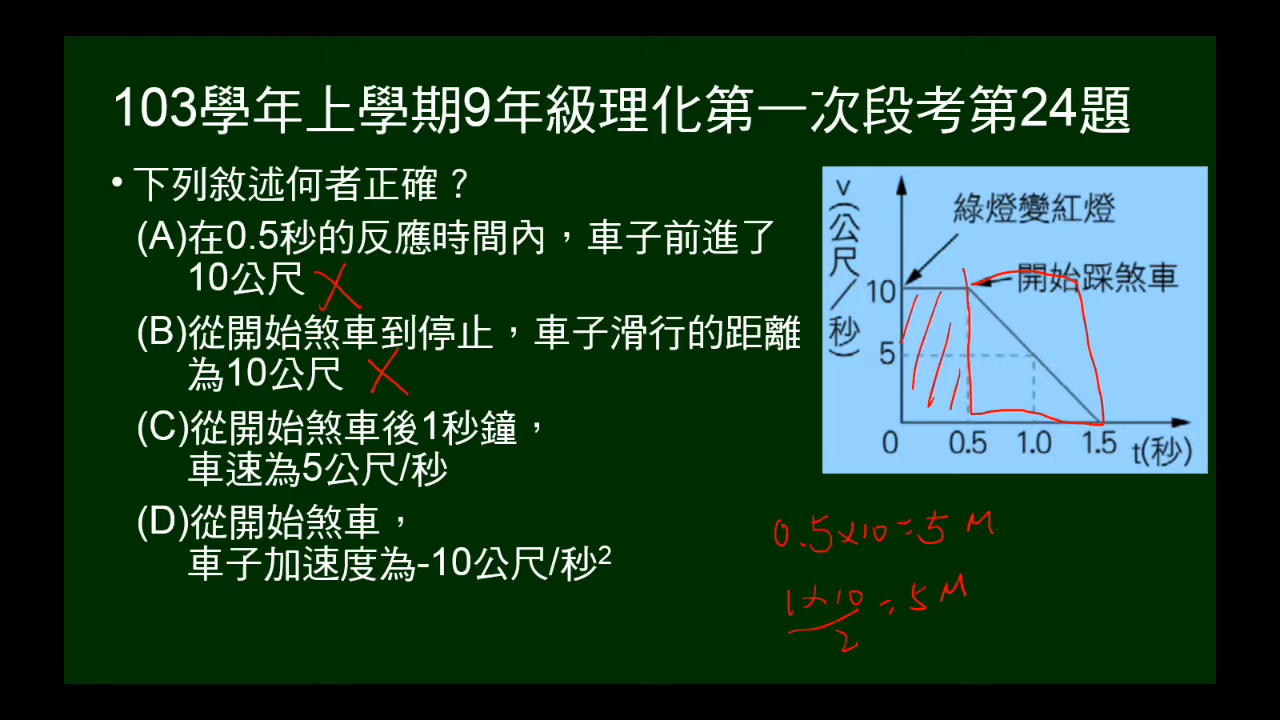 103學年上學期9年級理化第一次段考第24題
• 下列敘述何者正確？
(A)在0.5秒的反應時間內，車子前進了
10公尺
(B)從開始煞車到停止，車子滑行的距離
為10公尺
(C)從開始煞車後1秒鐘，
車速為5公尺/秒
(D)從開始煞車，
車子加速度為-10公尺/秒²
v(公尺/秒)
綠燈變紅燈
開始踩煞車
10
5
0 0.5 1.0 1.5 t(秒)
0.5×10=5 M
1×10
2
=5 M